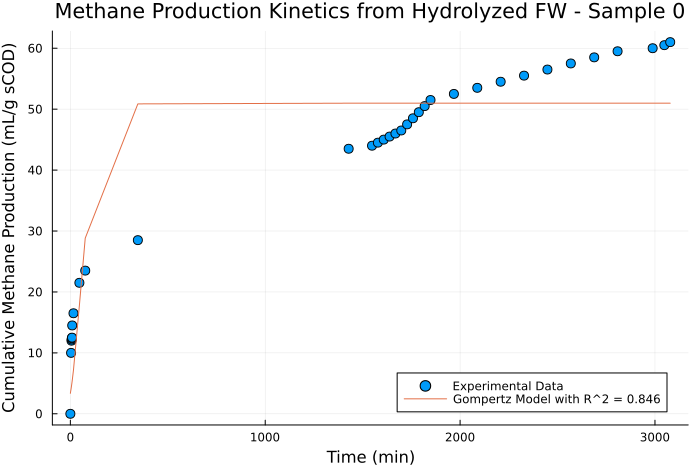 Methane Production Kinetics from Hydrolyzed FW - Sample 0
Cumulative Methane Production (mL/g sCOD)
60
50
40
30
20
10
0
Experimental Data
Gompertz Model with R^2 = 0.846
0
1000
2000
3000
Time (min)